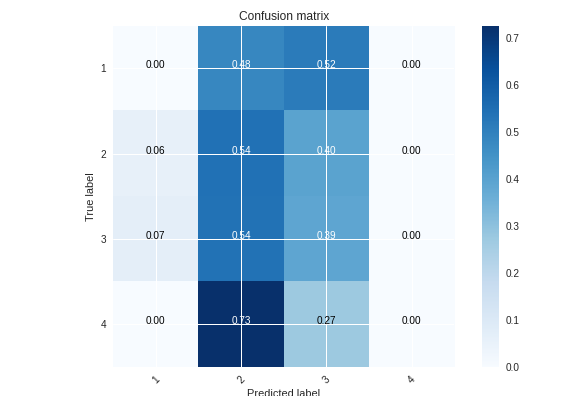 Confusion matrix
True label
1 0.00 0.48 0.52 0.00
2 0.06 0.54 0.40 0.00
3 0.07 0.54 0.39 0.00
4 0.00 0.73 0.27 0.00
1 2 3 4
Predicted label
0.7
0.6
0.5
0.4
0.3
0.2
0.1
0.0